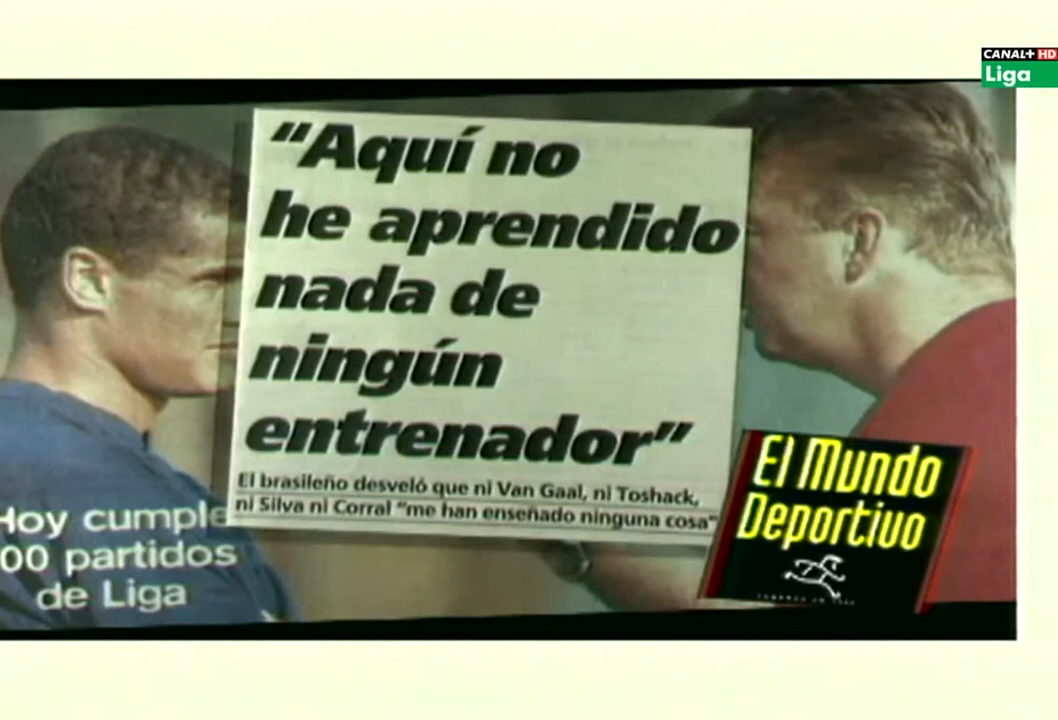 CANAL+ HD
Liga
"Aquí no
he aprendido
nada de
ningún
entrenador"
El brasileño desveló que ni Van Gaal, ni Toshack,
ni Silva ni Corral "me han enseñado ninguna cosa"
Hoy cumple
00 partidos
de Liga
El Mundo
Deportivo